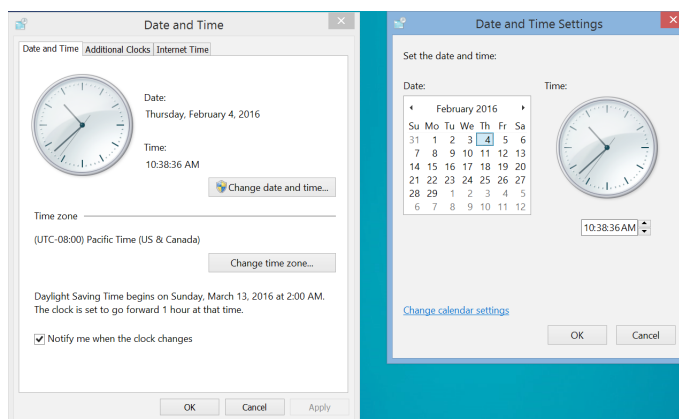 Date and Time
Date and Time Additional Clocks Internet Time
Date:
Thursday, February 4, 2016
Time:
10:38:36 AM
Change date and time...
Time zone
(UTC-08:00) Pacific Time (US & Canada)
Change time zone...
Daylight Saving Time begins on Sunday, March 13, 2016 at 2:00 AM.
The clock is set to go forward 1 hour at that time.
Notify me when the clock changes
OK Cancel Apply
Date and Time Settings
Set the date and time:
Date:
February 2016
Su Mo Tu We Th Fr Sa
31 1 2 3 4 5 6
7 8 9 10 11 12 13
14 15 16 17 18 19 20
21 22 23 24 25 26 27
28 29 1 2 3 4 5
6 7 8 9 10 11 12
Time:
10:38:36 AM
Change calendar settings
OK Cancel